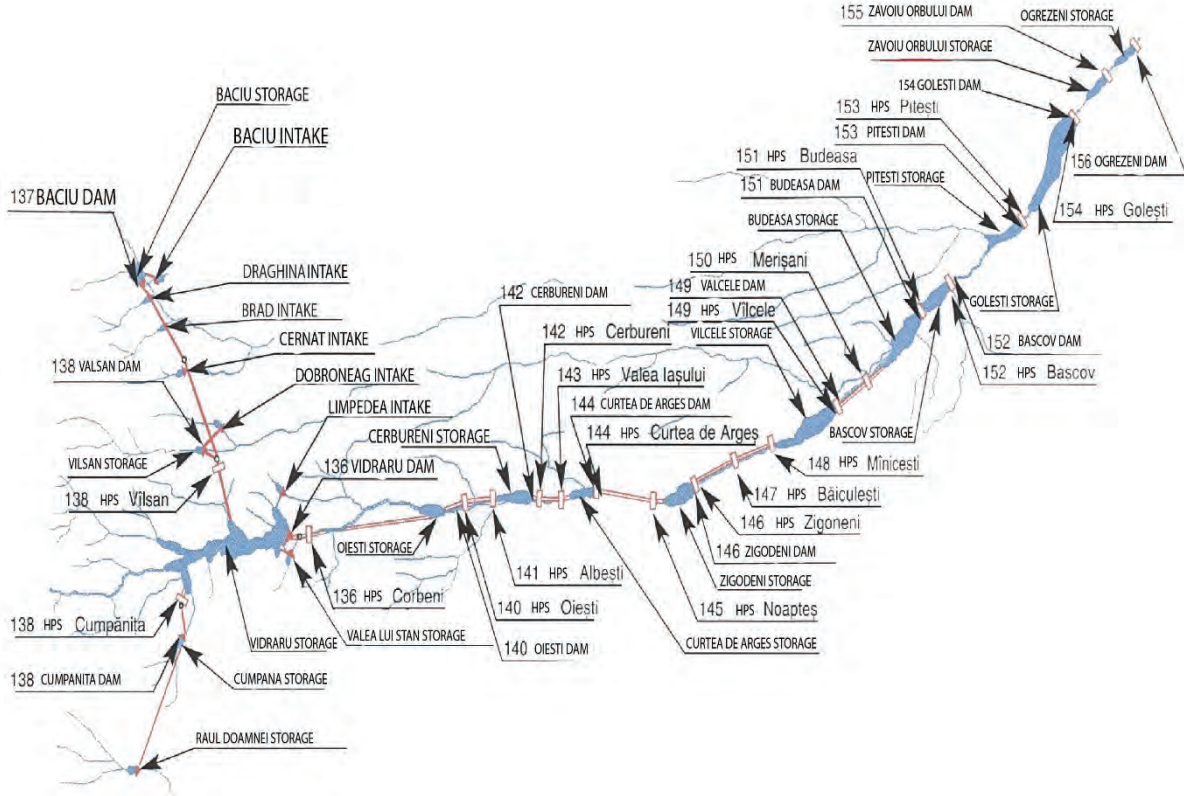 155 ZAVOIU ORBULUI DAM
OGREZENI STORAGE
ZAVOIU ORBULUI STORAGE
154 GOLESTI DAM
153 HPS Pitești
153 PITESTI DAM
151 HPS Budeasa
151 BUDEASA DAM
PITESTI STORAGE
156 OGREZENI DAM
154 HPS Golești
BUDEASA STORAGE
150 HPS Merișani
149 VALCELE DAM
149 HPS Vîlcele
VILCELE STORAGE
GOLESTI STORAGE
152 BASCOV DAM
152 HPS Bascov
BASCOV STORAGE
BACIU STORAGE
BACIU INTAKE
137 BACIU DAM
DRAGHINA INTAKE
BRAD INTAKE
CERNAT INTAKE
138 VALSAN DAM
DOBRONEAG INTAKE
LIMPEDEA INTAKE
VILSAN STORAGE
138 HPS Vîlsan
136 VIDRARU DAM
142 CERBURENI DAM
142 HPS Cerbureni
143 HPS Valea Iașului
144 CURTEA DE ARGES DAM
144 HPS Curtea de Argeș
CERBURENI STORAGE
148 HPS Mînicești
147 HPS Băiculești
146 HPS Zigoneni
146 ZIGODENI DAM
ZIGODENI STORAGE
145 HPS Noapteș
CURTEA DE ARGES STORAGE
OIESTI STORAGE
141 HPS Albești
140 HPS Oiești
140 OIESTI DAM
136 HPS Corbeni
VALEA LUI STAN STORAGE
VIDRARU STORAGE
138 HPS Cumpănița
138 CUMPANITA DAM
CUMPANA STORAGE
RAUL DOAMNEI STORAGE